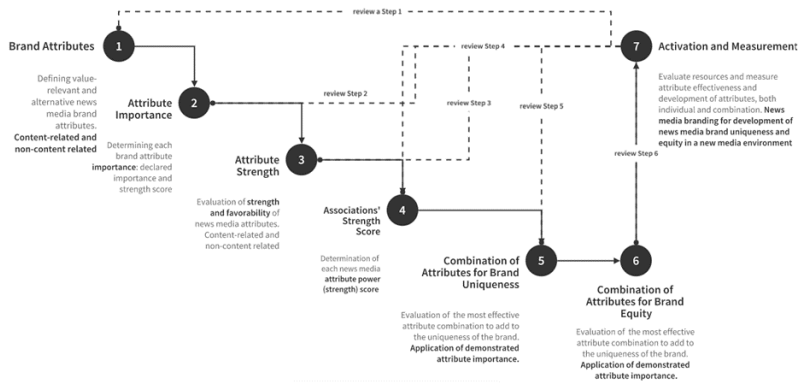 review a Step 1
Brand Attributes
1
7
Activation and Measurement
review Step 4
Defining value-
relevant and
alternative news
media brand
attributes.
Content-related and
non-content related
Evaluate resources and measure
attribute effectiveness and
development of attributes, both
individual and combination. News
media branding for development of
news media brand uniqueness and
equity in a new media environment
Attribute
Importance
2
review Step 2
review Step 3
review Step 5
Determining each
brand attribute
importance: declared
importance and
strength score
Attribute
Strength
3
review Step 6
Evaluation of strength
and favorability of
news media attributes.
Content-related and
non-content related
Associations'
Strength
Score
4
Determination of
each news media
attribute power
(strength) score
Combination of
Attributes for Brand
Uniqueness
5
6
Evaluation of the most effective
attribute combination to add to
the uniqueness of the brand.
Application of demonstrated
attribute importance.
Combination of
Attributes for Brand
Equity
Evaluation of the most effective
attribute combination to add to
the uniqueness of the brand.
Application of demonstrated
attribute importance.